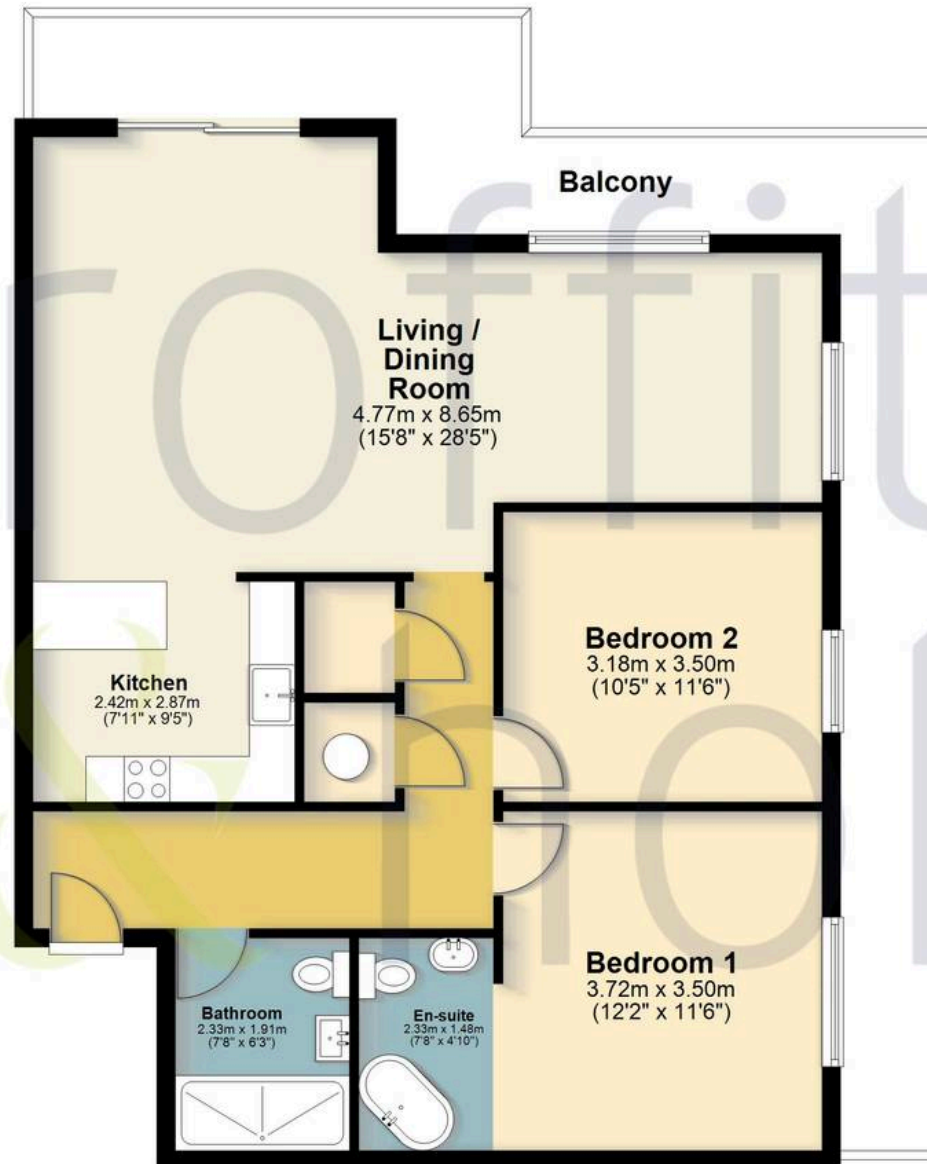 Balcony
Living /
Dining
Room
4.77m x 8.65m
(15'8" x 28'5")
Kitchen
2.42m x 2.87m
(7'11" x 9'5")
Bedroom 2
3.18m x 3.50m
(10'5" x 11'6")
Bedroom 1
3.72m x 3.50m
(12'2" x 11'6")
Bathroom
2.33m x 1.91m
(7'8" x 6'3")
En-suite
2.33m x 1.48m
(7'8" x 4'10")
roffit
& hol